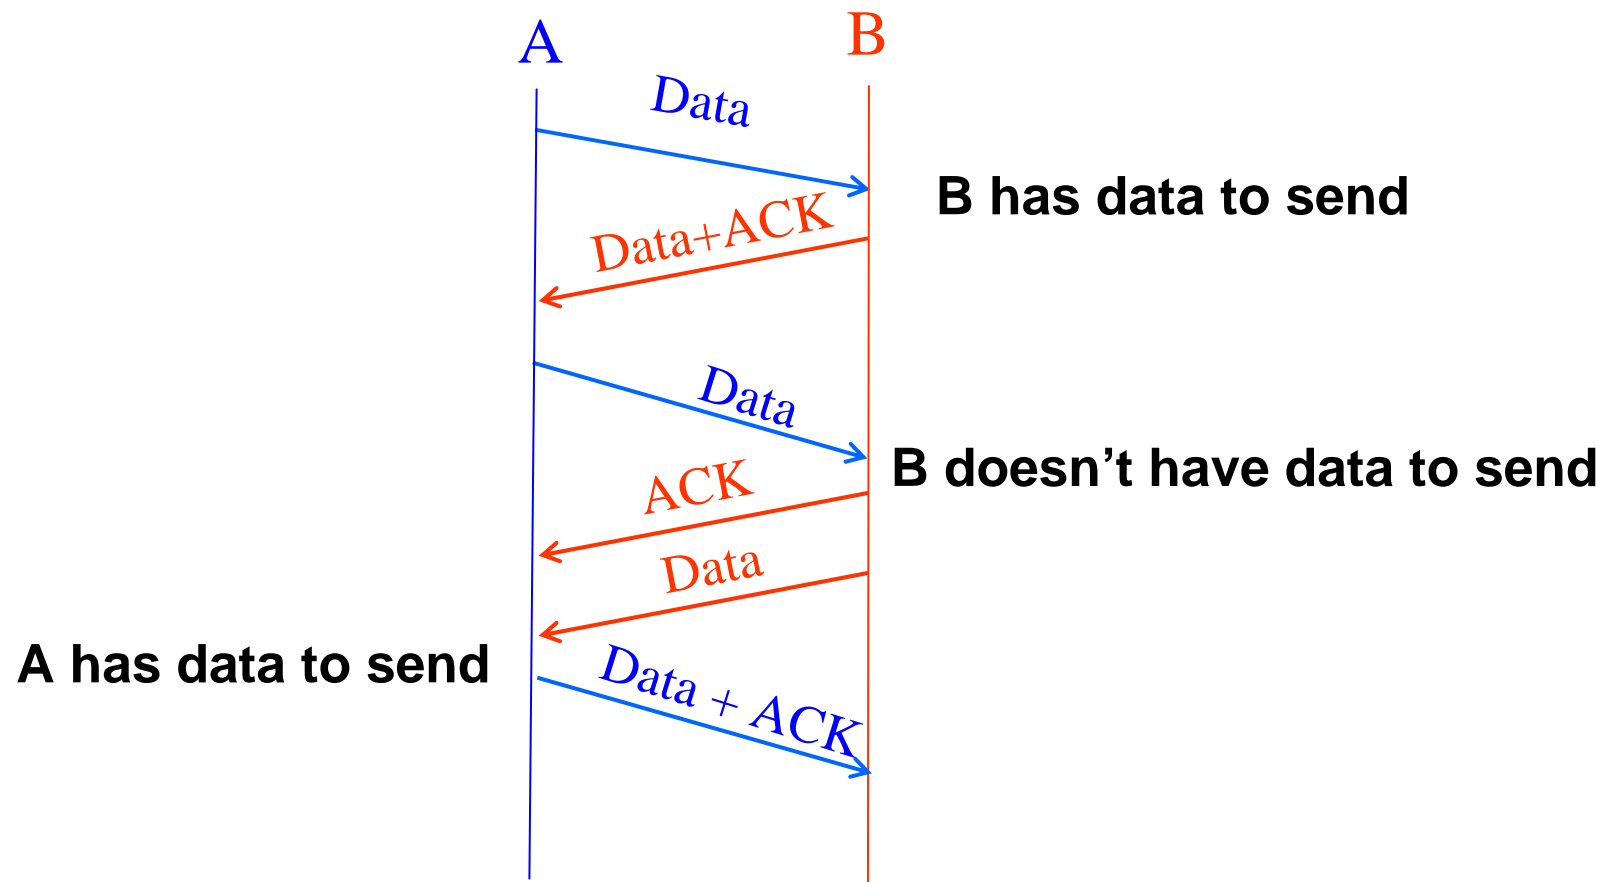 A
B
Data
B has data to send
Data+ACK
Data
B doesn’t have data to send
ACK
Data
A has data to send
Data + ACK